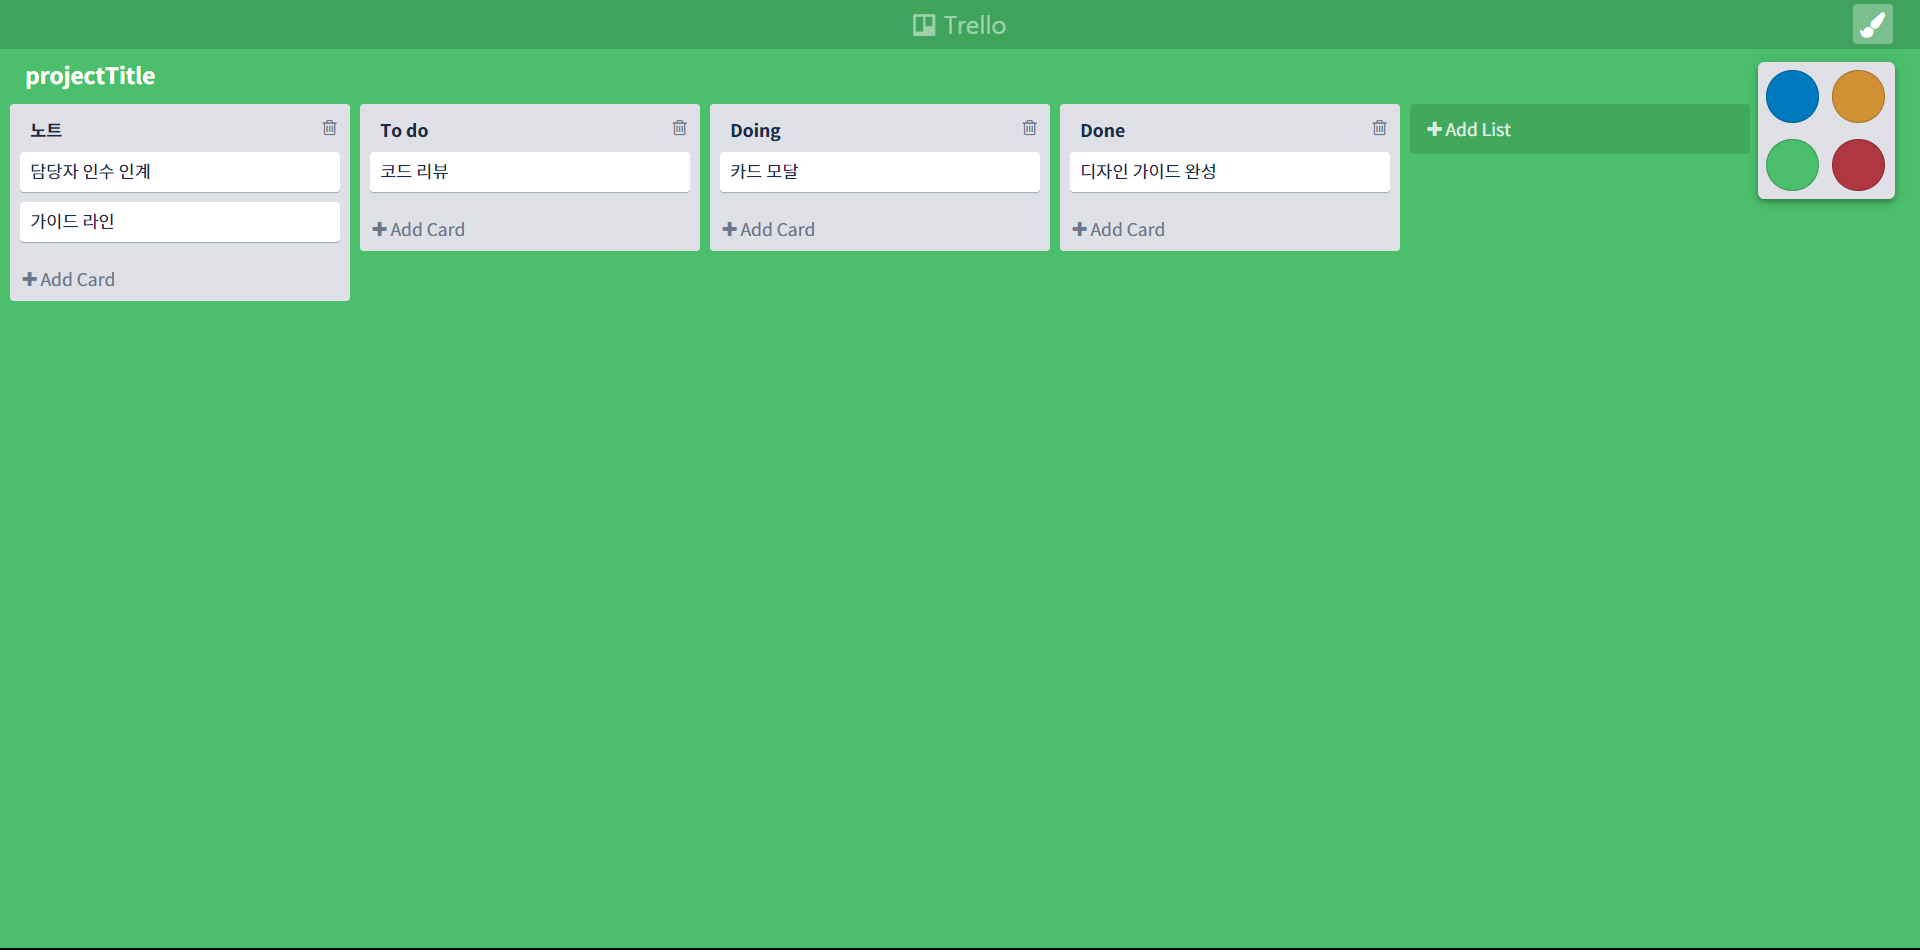 Trello
projectTitle
노트
담당자 인수 인계
가이드 라인
Add Card
To do
코드 리뷰
Add Card
Doing
카드 모달
Add Card
Done
디자인 가이드 완성
Add Card
Add List